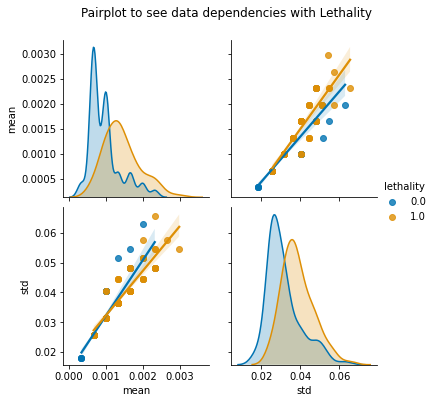 Pairplot to see data dependencies with Lethality
0.0030
0.0025
0.0020
0.0015
0.0010
0.0005
mean
lethality
0.0
1.0
0.06
0.05
0.04
0.03
0.02
std
0.000 0.001 0.002 0.003
mean
0.02 0.04 0.06
std